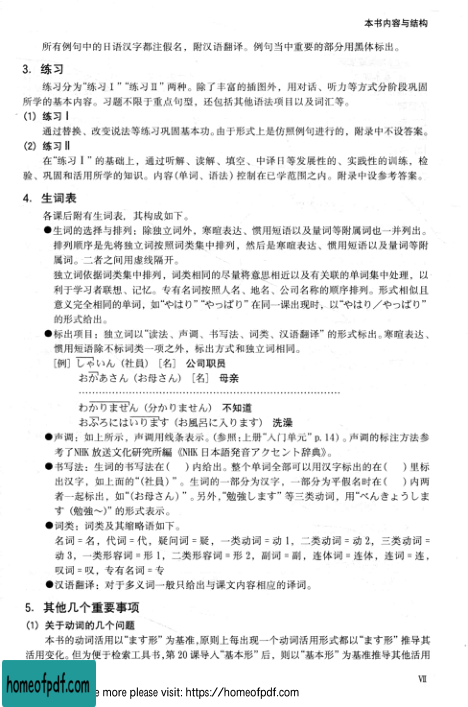 本书内容与结构
所有例句中的日语汉字都注假名，附汉语翻译。例句当中重要的部分用黑体标出。
3. 练习
练习分为“练习Ⅰ”“练习Ⅱ”两种。除了丰富的插图外，用对话、听力等方式分阶段巩固
所学的基本内容。习题不限于重点句型，还包括其他语法项目以及词汇等。
(1) 练习Ⅰ
通过替换、改变说法等练习巩固基本功。由于形式上是仿照例句进行的，附录中不设答案。
(2) 练习Ⅱ
在“练习Ⅰ”的基础上，通过听解、读解、填空、中译日等发展性的、实践性的训练，检
验、巩固和活用所学的知识。内容(单词、语法)控制在已学范围之内。附录中设参考答案。
4. 生词表
各课后附有生词表，其构成如下。
●生词的选择与排列：除独立词外，寒暄表达、惯用短语以及量词等附属词也一并列出。
排列顺序是先将独立词按照词类集中排列，然后是寒暄表达、惯用短语以及量词等附
属词。二者之间用虚线隔开。
独立词依据词类集中排列，词类相同的尽量将意思相近以及有关联的单词集中处理，以
利于学习者联想、记忆。专有名词按照人名、地名、公司名称的顺序排列。形式相似且
意义完全相同的单词，如“やはり”“やっぱり”在同一课出现时，以“やはり／やっぱり”
的形式给出。
●标出项目：独立词以“读法、声调、书写法、词类、汉语翻译”的形式标出。寒暄表达、
惯用短语除不标词类一项之外，标出方式和独立词相同。
[例] しゃいん (社員) [名] 公司职员
おかあさん (お母さん) [名] 母亲
わかりません (分かりません) 不知道
おふろにはいります (お風呂に入ります) 洗澡
●声调：如上所示，声调用线条表示。(参照：上册“入门单元”p.14)。声调的标注方法参
考了NHK放送文化研究所編《NHK日本語発音アクセント辞典》。
●书写法：生词的书写法在( )内给出。整个单词全部可以用汉字标出的在( )里标
出汉字，如上面的“(社員)”。生词的一部分为汉字，一部分为平假名时在( )内两
者一起标出，如“(お母さん)”。另外，“勉強します”等三类动词，用“べんきょうしま
す (勉強～)”的形式表示。
●词类：词类及其缩略语如下。
名词＝名，代词＝代，疑问词＝疑，一类动词＝动1，二类动词＝动2，三类动词＝
动3，一类形容词＝形1，二类形容词＝形2，副词＝副，连体词＝连体，连词＝连，
叹词＝叹，专有名词＝专
●汉语翻译：对于多义词一般只给出与课文内容相应的译词。
5. 其他几个重要事项
(1) 关于动词的几个问题
本书的动词活用以“ます形”为基准，原则上每出现一个动词活用形式都以“ます形”推导其
活用变化。但为便于检索工具书，第20课导入“基本形”后，则以“基本形”为基准推导其他活用
Ⅶ
homeofpdf.com
e more please visit: https://homeofpdf.com